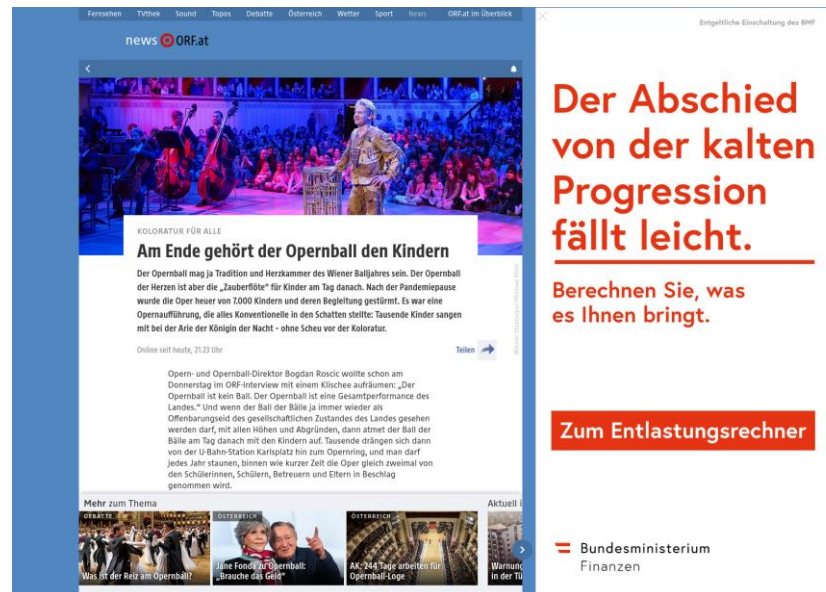 Fernsehen TVthek Sound Topos Debatte Österreich Wetter Sport News ORF.at im Überblick
news ORF.at
KOLORATUR FÜR ALLE
Am Ende gehört der Opernball den Kindern
Der Opernball mag ja Tradition und Herzkammer des Wiener Balljahres sein. Der Opernball
der Herzen ist aber die „Zauberflöte“ für Kinder am Tag danach. Nach der Pandemiepause
wurde die Oper heuer von 7.000 Kindern und deren Begleitung gestürmt. Es war eine
Opernaufführung, die alles Konventionelle in den Schatten stellte: Tausende Kinder sangen
mit bei der Arie der Königin der Nacht – ohne Scheu vor der Koloratur.
Online seit heute, 21.23 Uhr
Teilen
Opern- und Opernball-Direktor Bogdan Roscic wollte schon am
Donnerstag im ORF-Interview mit einem Klischee aufräumen: „Der
Opernball ist kein Ball. Der Opernball ist eine Gesamtperformance des
Landes.“ Und wenn der Ball der Bälle ja immer wieder als
Offenbarungseid des gesellschaftlichen Zustandes des Landes gesehen
werden darf, mit allen Höhen und Abgründen, dann atmet der Ball der
Bälle am Tag danach mit den Kindern auf. Tausende drängen sich dann
von der U-Bahn-Station Karlsplatz hin zum Opernring, und man darf
jedes Jahr staunen, binnen wie kurzer Zeit die Oper gleich zweimal von
den Schülerinnen, Schülern, Betreuern und Eltern in Beschlag
genommen wird.
Mehr zum Thema
Aktuell i
DEBATTE
Was ist der Reiz am Opernball?
ÖSTERREICH
Jane Fonda zu Opernball:
„Brauche das Geld“
ÖSTERREICH
AK: 244 Tage arbeiten für
Opernball-Loge
Warnung
in der Tü
Entgeltliche Einschaltung des BMF
Der Abschied
von der kalten
Progression
fällt leicht.
Berechnen Sie, was
es Ihnen bringt.
Zum Entlastungsrechner
Bundesministerium
Finanzen